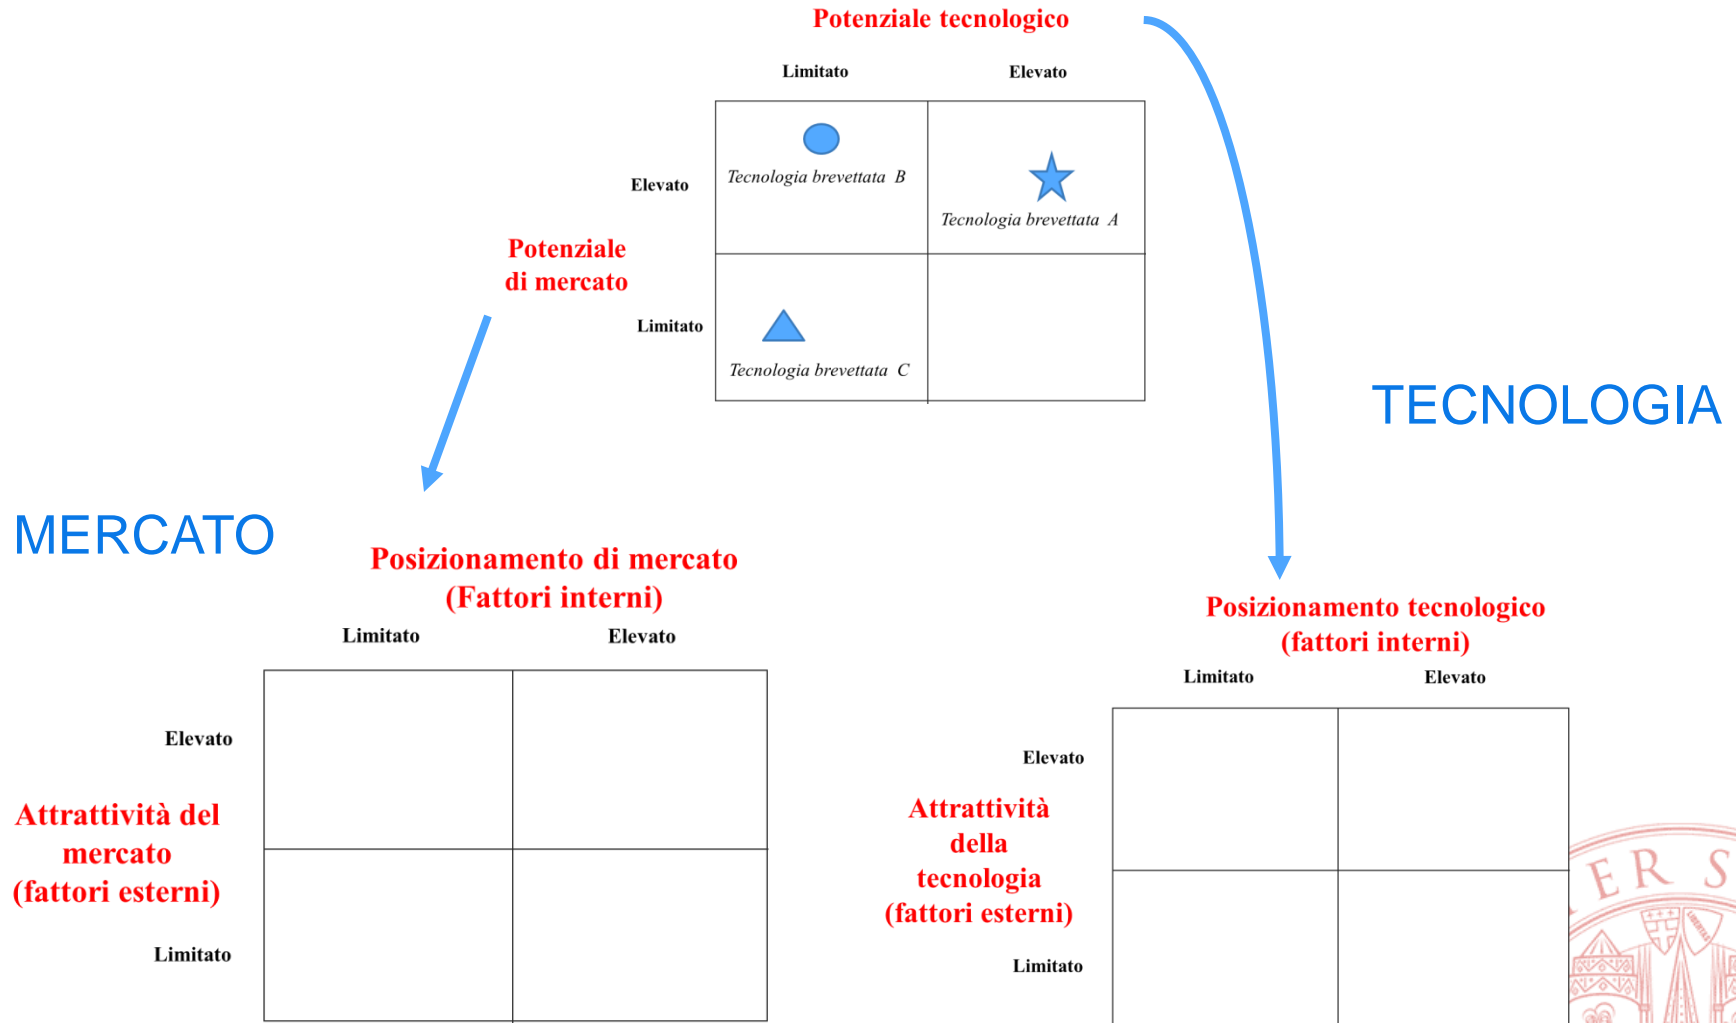 Potenziale tecnologico
Limitato
Elevato
Elevato
Tecnologia brevettata B
Tecnologia brevettata A
Potenziale
di mercato
Limitato
Tecnologia brevettata C
TECNOLOGIA
MERCATO
Posizionamento di mercato
(Fattori interni)
Limitato
Elevato
Elevato
Attrattività del
mercato
(fattori esterni)
Limitato
Posizionamento tecnologico
(fattori interni)
Limitato
Elevato
Elevato
Attrattività
della
tecnologia
(fattori esterni)
Limitato
ER S